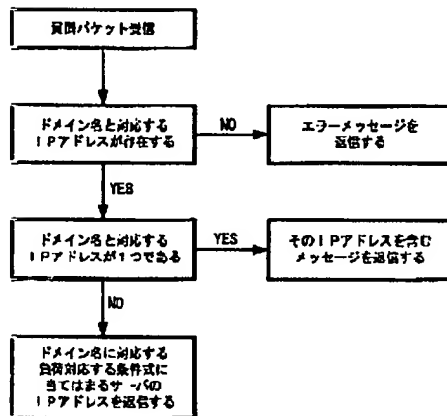 質問パケット受信
ドメイン名と対応する
IPアドレスが存在する
NO
エラーメッセージを
返信する
YES
ドメイン名と対応する
IPアドレスが1つである
YES
そのIPアドレスを含む
メッセージを返信する
NO
ドメイン名に対応する
負荷対応する条件式に
当てはまるサーバの
IPアドレスを返信する